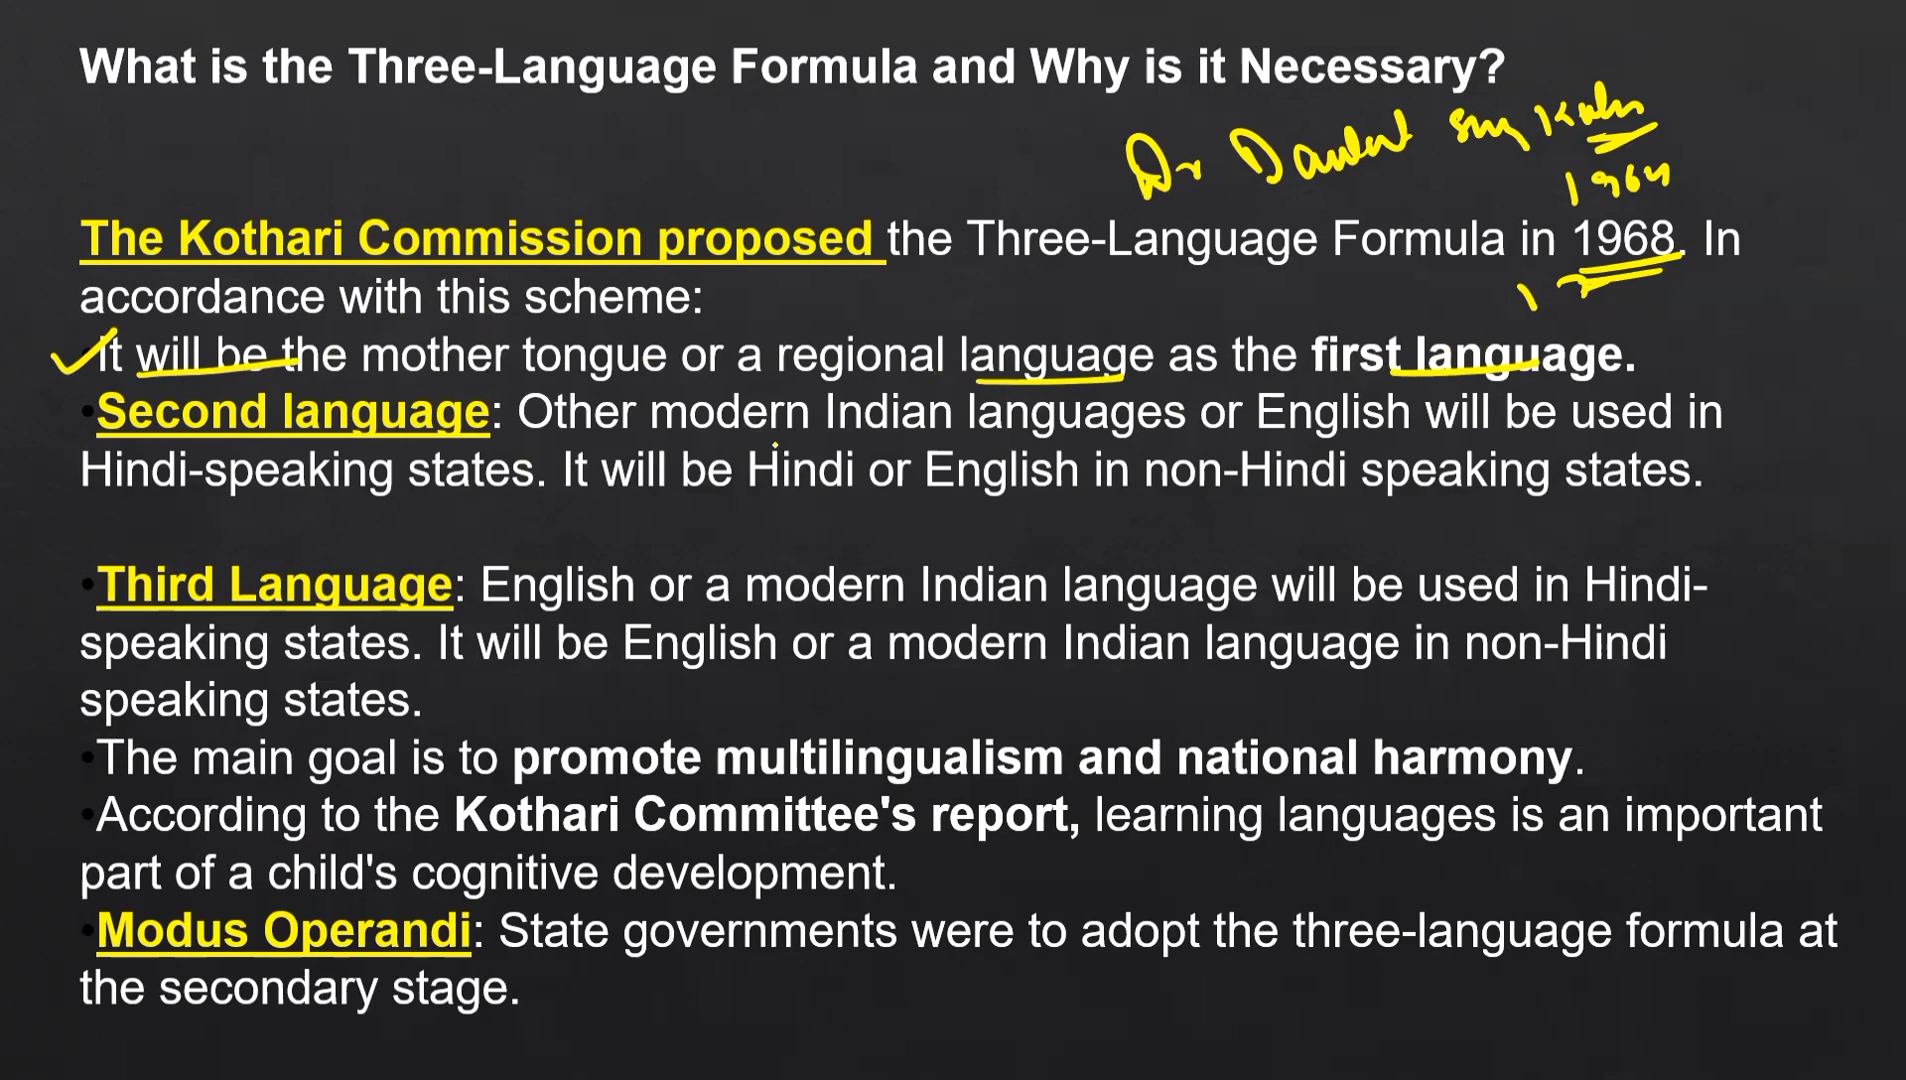 What is the Three-Language Formula and Why is it Necessary?
Dr Daulat
1964
The Kothari Commission proposed the Three-Language Formula in 1968. In
accordance with this scheme:
•It will be the mother tongue or a regional language as the first language.
•Second language: Other modern Indian languages or English will be used in
Hindi-speaking states. It will be Hindi or English in non-Hindi speaking states.
•Third Language: English or a modern Indian language will be used in Hindi-
speaking states. It will be English or a modern Indian language in non-Hindi
speaking states.
•The main goal is to promote multilingualism and national harmony.
•According to the Kothari Committee's report, learning languages is an important
part of a child's cognitive development.
•Modus Operandi: State governments were to adopt the three-language formula at
the secondary stage.